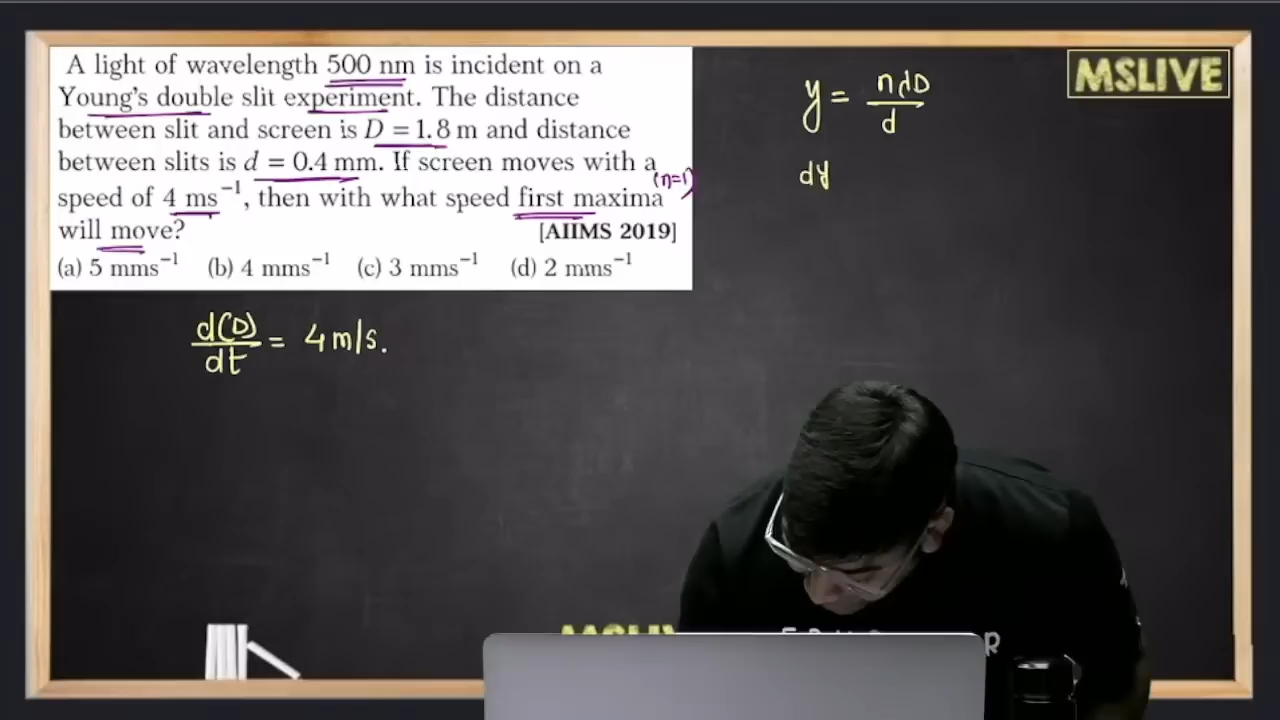 A light of wavelength 500 nm is incident on a
Young's double slit experiment. The distance
between slit and screen is D = 1.8 m and distance
between slits is d = 0.4 mm. If screen moves with a
(n=1)
speed of 4 ms⁻¹, then with what speed first maxima
will move? [AIIMS 2019]
(a) 5 mms⁻¹ (b) 4 mms⁻¹ (c) 3 mms⁻¹ (d) 2 mms⁻¹
MSLIVE
y = nλD/d
dy
d(D)/dt = 4 m/s.